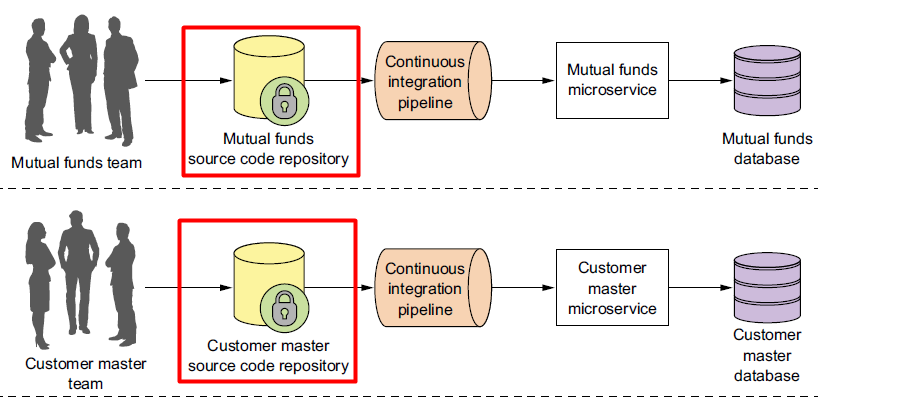 Mutual funds team
Mutual funds
source code repository
Continuous
integration
pipeline
Mutual funds
microservice
Mutual funds
database
Customer master
team
Customer master
source code repository
Continuous
integration
pipeline
Customer
master
microservice
Customer
master
database